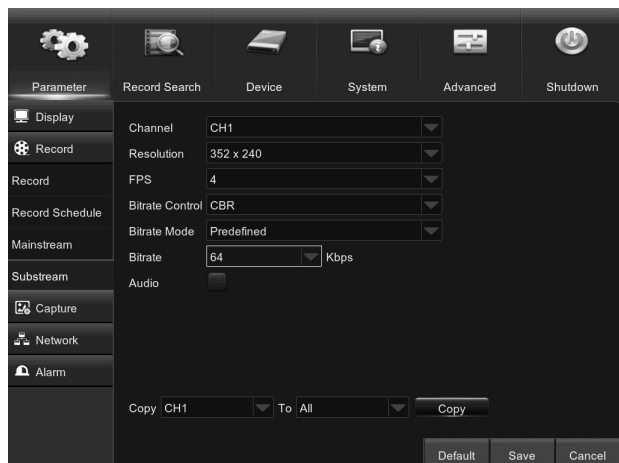 Parameter Record Search Device System Advanced Shutdown
Display
Record
Record
Record Schedule
Mainstream
Substream
Capture
Network
Alarm
Channel CH1
Resolution 352 x 240
FPS 4
Bitrate Control CBR
Bitrate Mode Predefined
Bitrate 64 Kbps
Audio
Copy CH1 To All Copy
Default Save Cancel